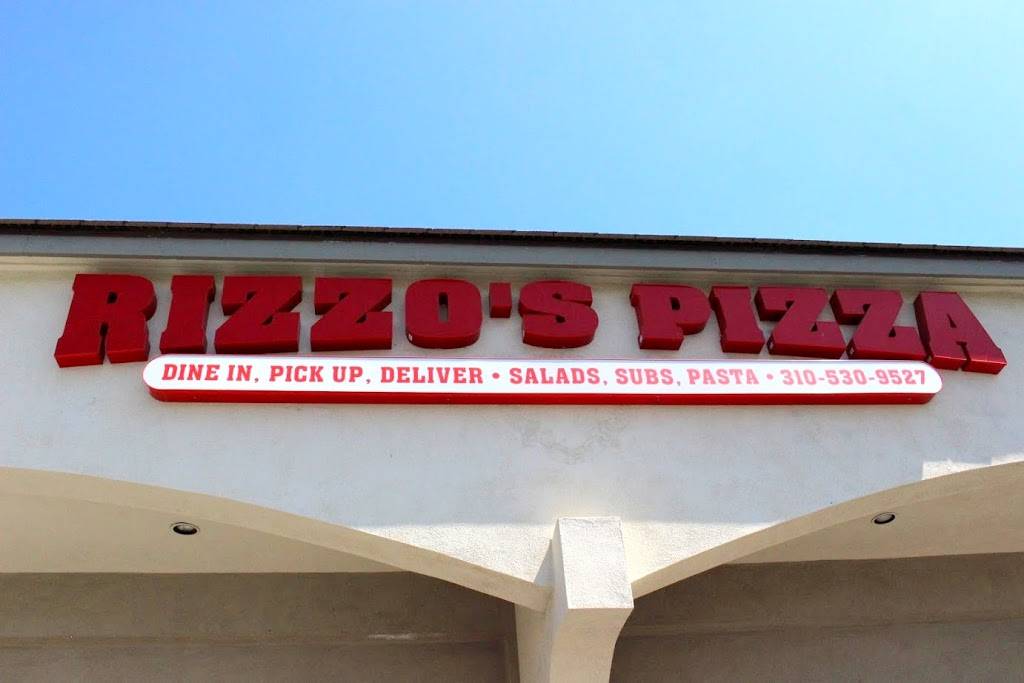 RIZZO'S PIZZA
DINE IN, PICK UP, DELIVER • SALADS, SUBS, PASTA • 310-530-9527